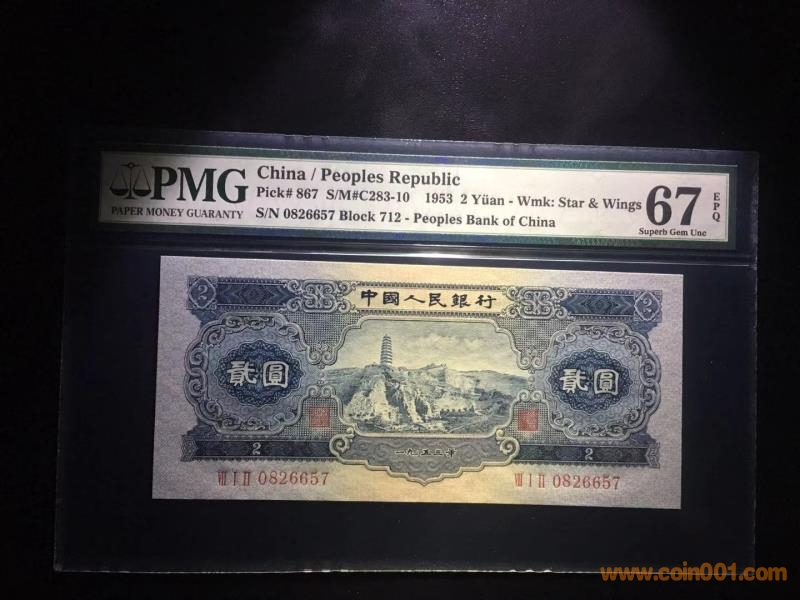 PMG
PAPER MONEY GUARANTY
China / Peoples Republic
Pick# 867 S/M#C283-10 1953 2 Yüan - Wmk: Star & Wings
S/N 0826657 Block 712 - Peoples Bank of China
67
EPQ
Superb Gem Unc
2
中國人民銀行
2
貳圓
貳圓
2
一九五三年
2
Ⅶ Ⅰ Ⅱ 0826657
Ⅶ Ⅰ Ⅱ 0826657
www.coin001.com